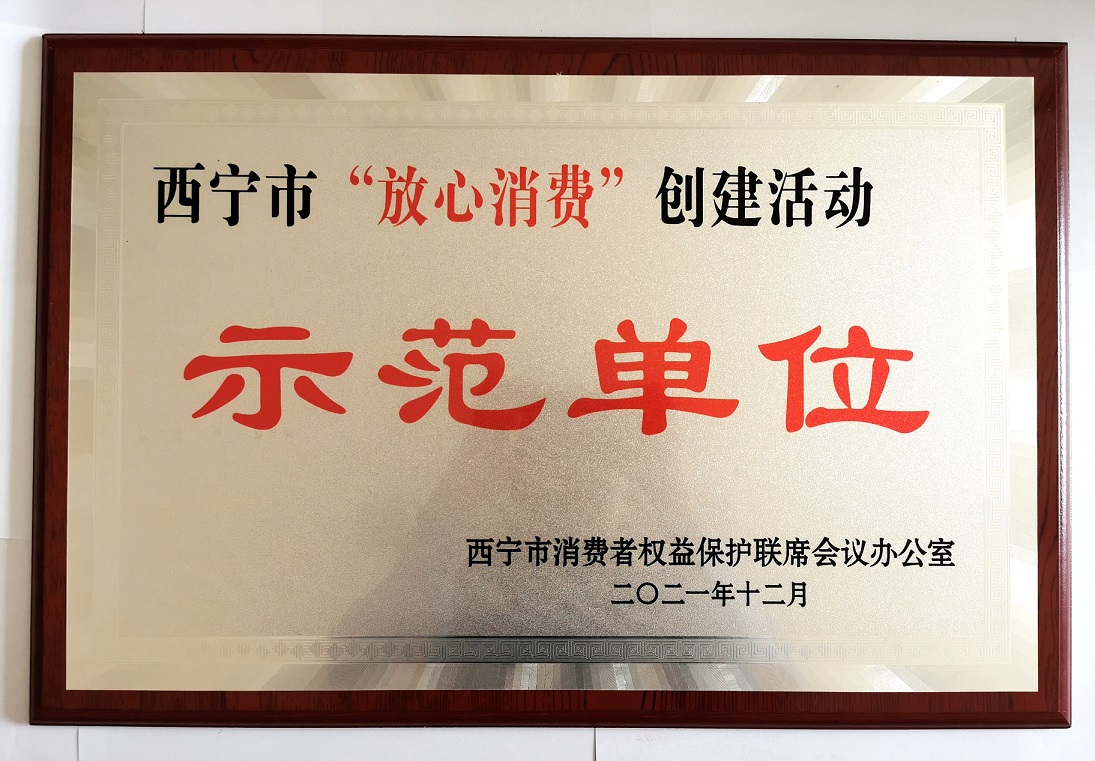 西宁市“放心消费”创建活动
示范单位
西宁市消费者权益保护联席会议办公室
二〇二一年十二月